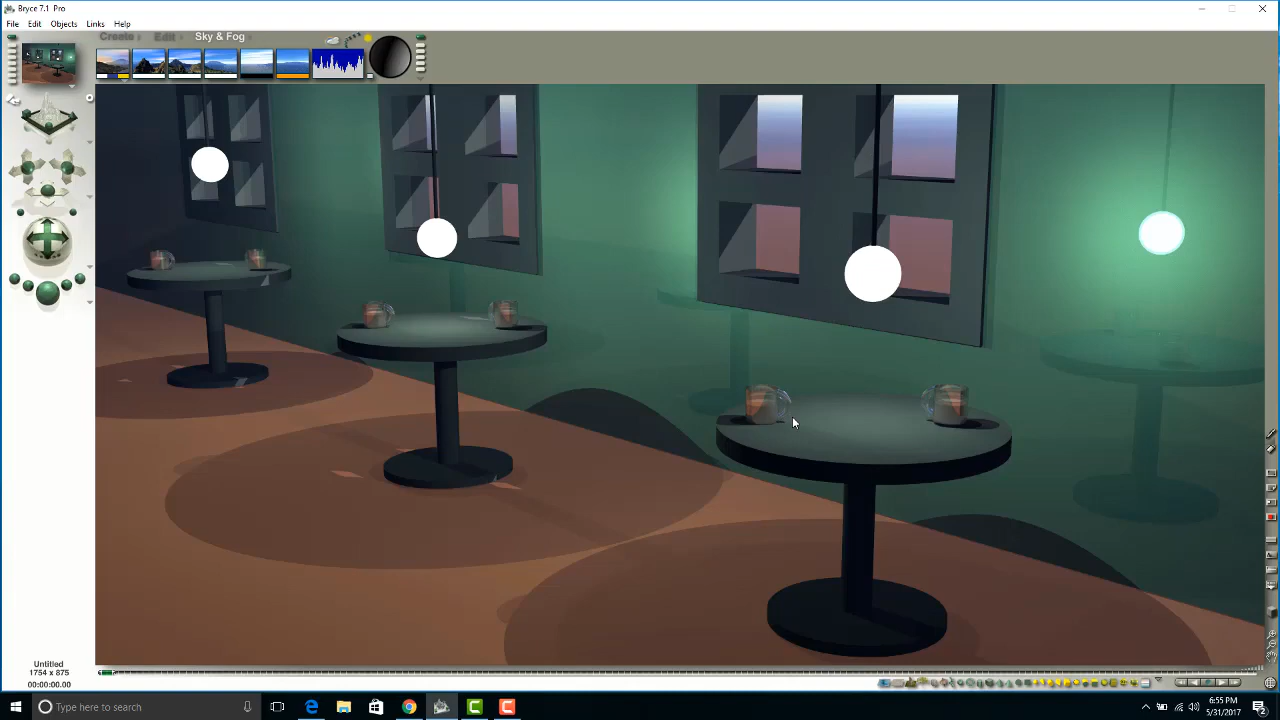 Bryce 7.1 Pro
File Edit Objects Links Help
Create Edit Sky & Fog
Untitled
1754 x 875
00:00:00.00
Type here to search
6:55 PM
5/31/2017
2